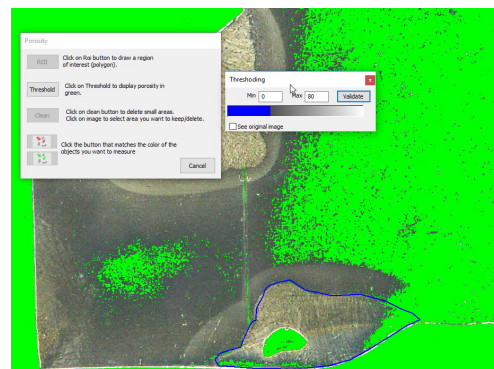 Porosity
ROI
Click on Roi button to draw a region
of interest (polygon).
Threshold
Click on Threshold to display porosity in
green.
Clean
Click on clean button to delete small areas.
Click on image to select area you want to keep/delete.
Click the button that matches the color of the
objects you want to measure
Cancel
Threshoding
x
Min 0 Max 80 Validate
See original image